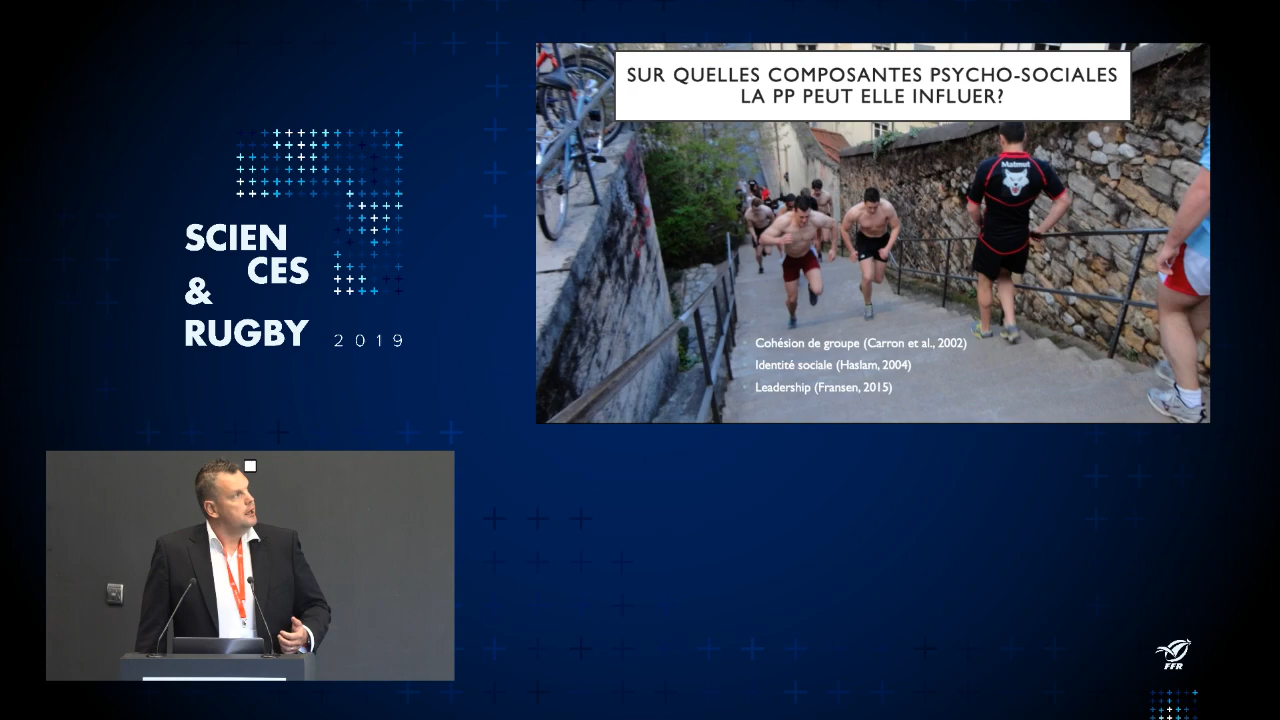 SCIEN
CES
&
RUGBY 2019
SUR QUELLES COMPOSANTES PSYCHO-SOCIALES
LA PP PEUT ELLE INFLUER?
Matmut
Cohésion de groupe (Carron et al., 2002)
Identité sociale (Haslam, 2004)
Leadership (Fransen, 2015)
FFR